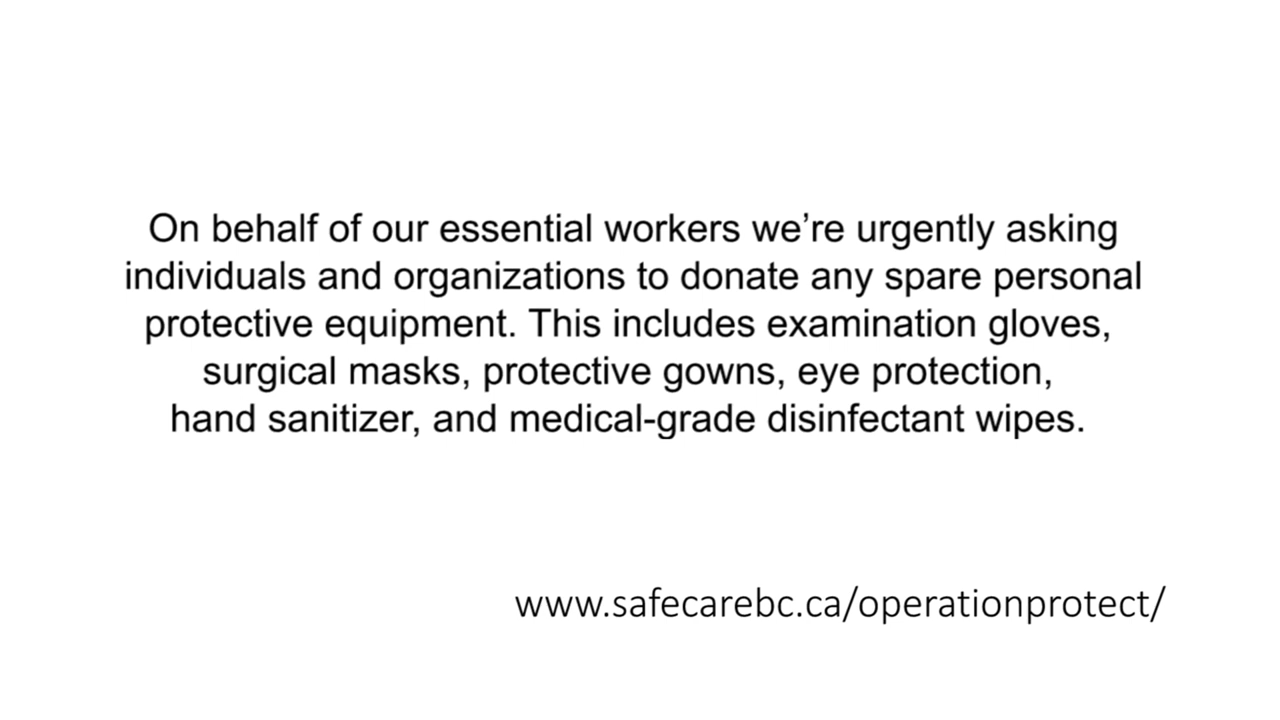 On behalf of our essential workers we’re urgently asking
individuals and organizations to donate any spare personal
protective equipment. This includes examination gloves,
surgical masks, protective gowns, eye protection,
hand sanitizer, and medical-grade disinfectant wipes.
www.safecarebc.ca/operationprotect/